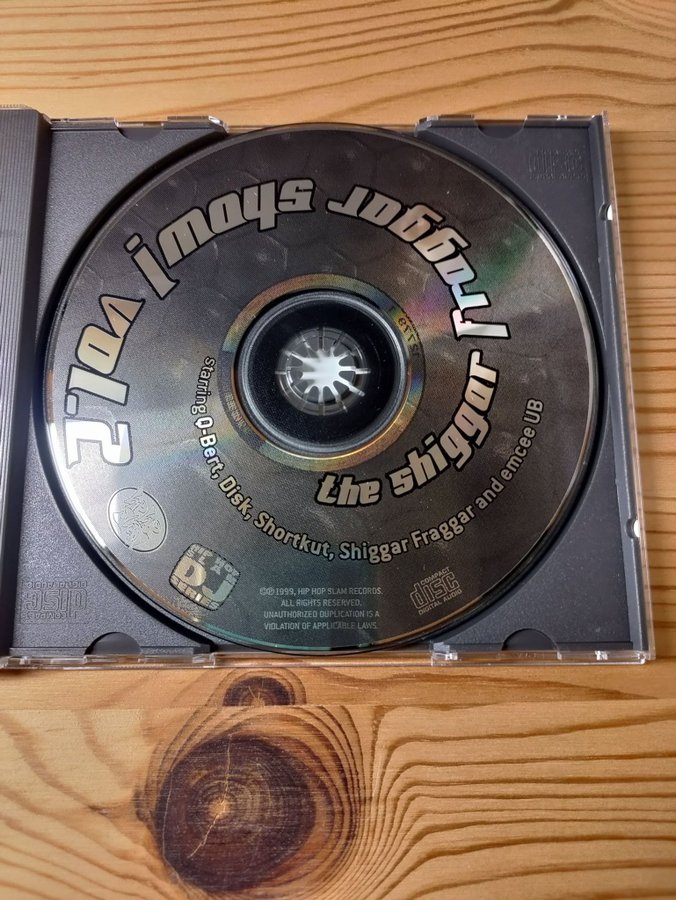 the shiggar fraggar show! vol.2
Starring Q-Bert, Disk, Shortkut, Shiggar Fraggar and emcee UB
©℗ 1999, HIP HOP SLAM RECORDS.
ALL RIGHTS RESERVED.
UNAUTHORIZED DUPLICATION IS A
VIOLATION OF APPLICABLE LAWS.
COMPACT
disc
DIGITAL AUDIO
DJ